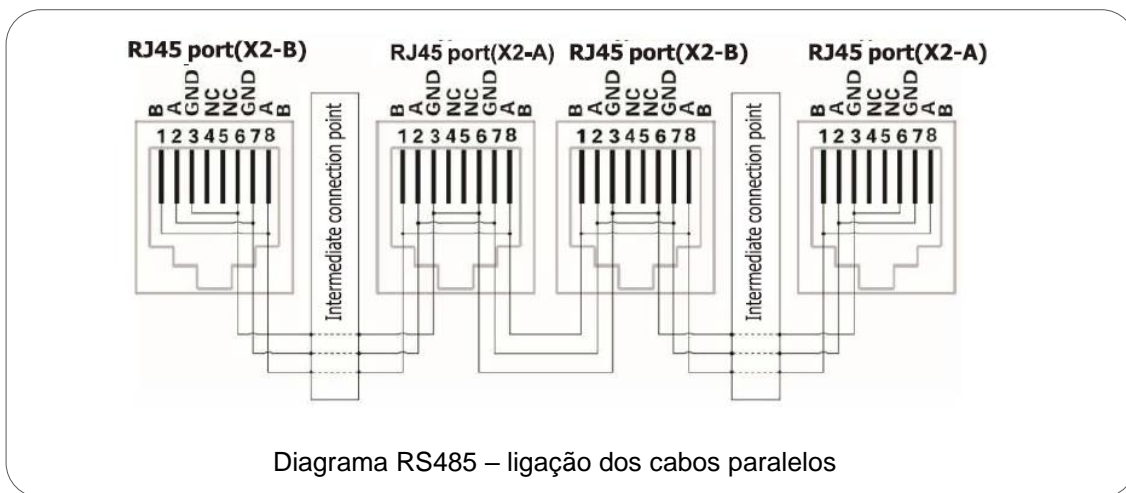 RJ45 port(X2-B) RJ45 port(X2-A) RJ45 port(X2-B) RJ45 port(X2-A)
B A GND NC NC GND A B B A GND NC NC GND A B B A GND NC NC GND A B B A GND NC NC GND A B
1 2 3 4 5 6 7 8 1 2 3 4 5 6 7 8 1 2 3 4 5 6 7 8 1 2 3 4 5 6 7 8
Intermediate connection point
Intermediate connection point
Diagrama RS485 – ligação dos cabos paralelos